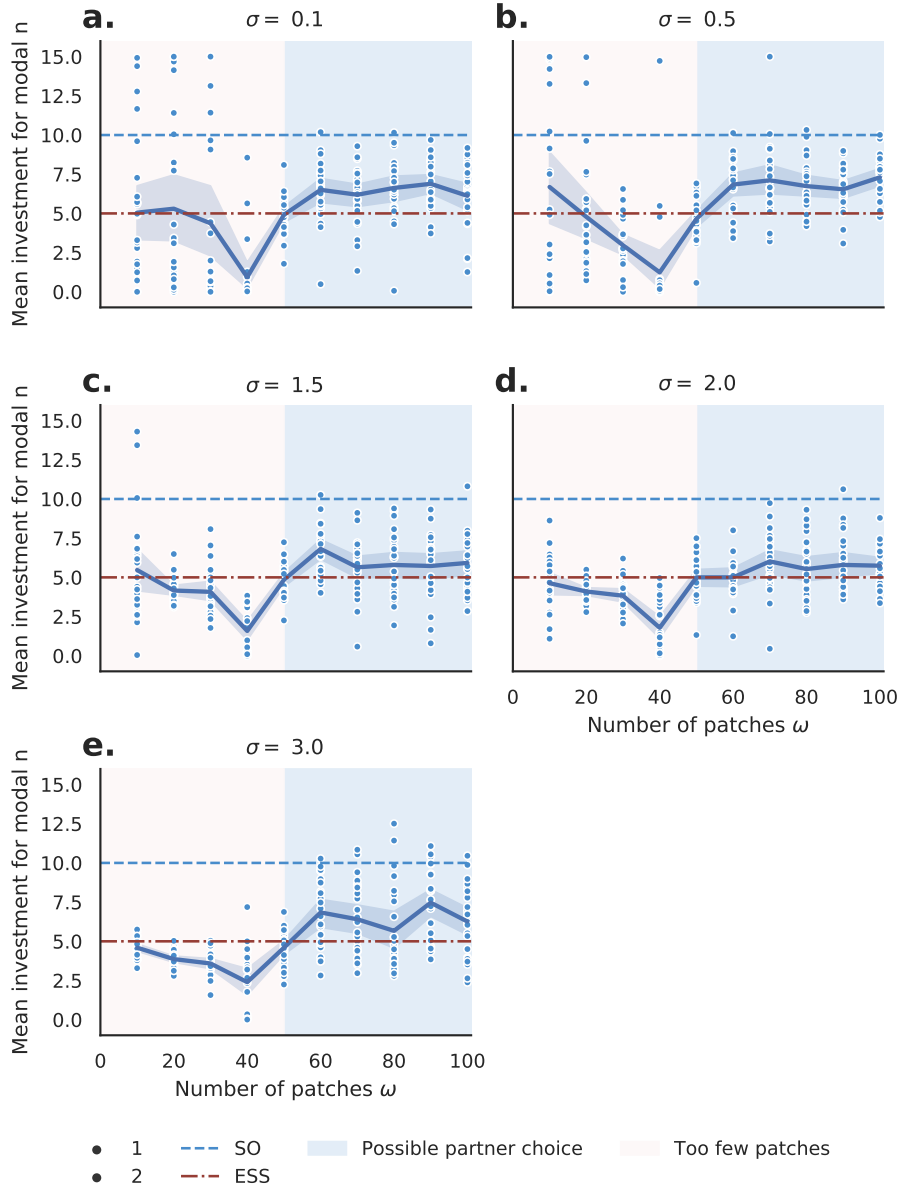 a. σ = 0.1
b. σ = 0.5
Mean investment for modal n
15.0
12.5
10.0
7.5
5.0
2.5
0.0
c. σ = 1.5
d. σ = 2.0
Mean investment for modal n
15.0
12.5
10.0
7.5
5.0
2.5
0.0
0 20 40 60 80 100
Number of patches ω
e. σ = 3.0
Mean investment for modal n
15.0
12.5
10.0
7.5
5.0
2.5
0.0
0 20 40 60 80 100
Number of patches ω
1 SO Possible partner choice Too few patches
2 ESS